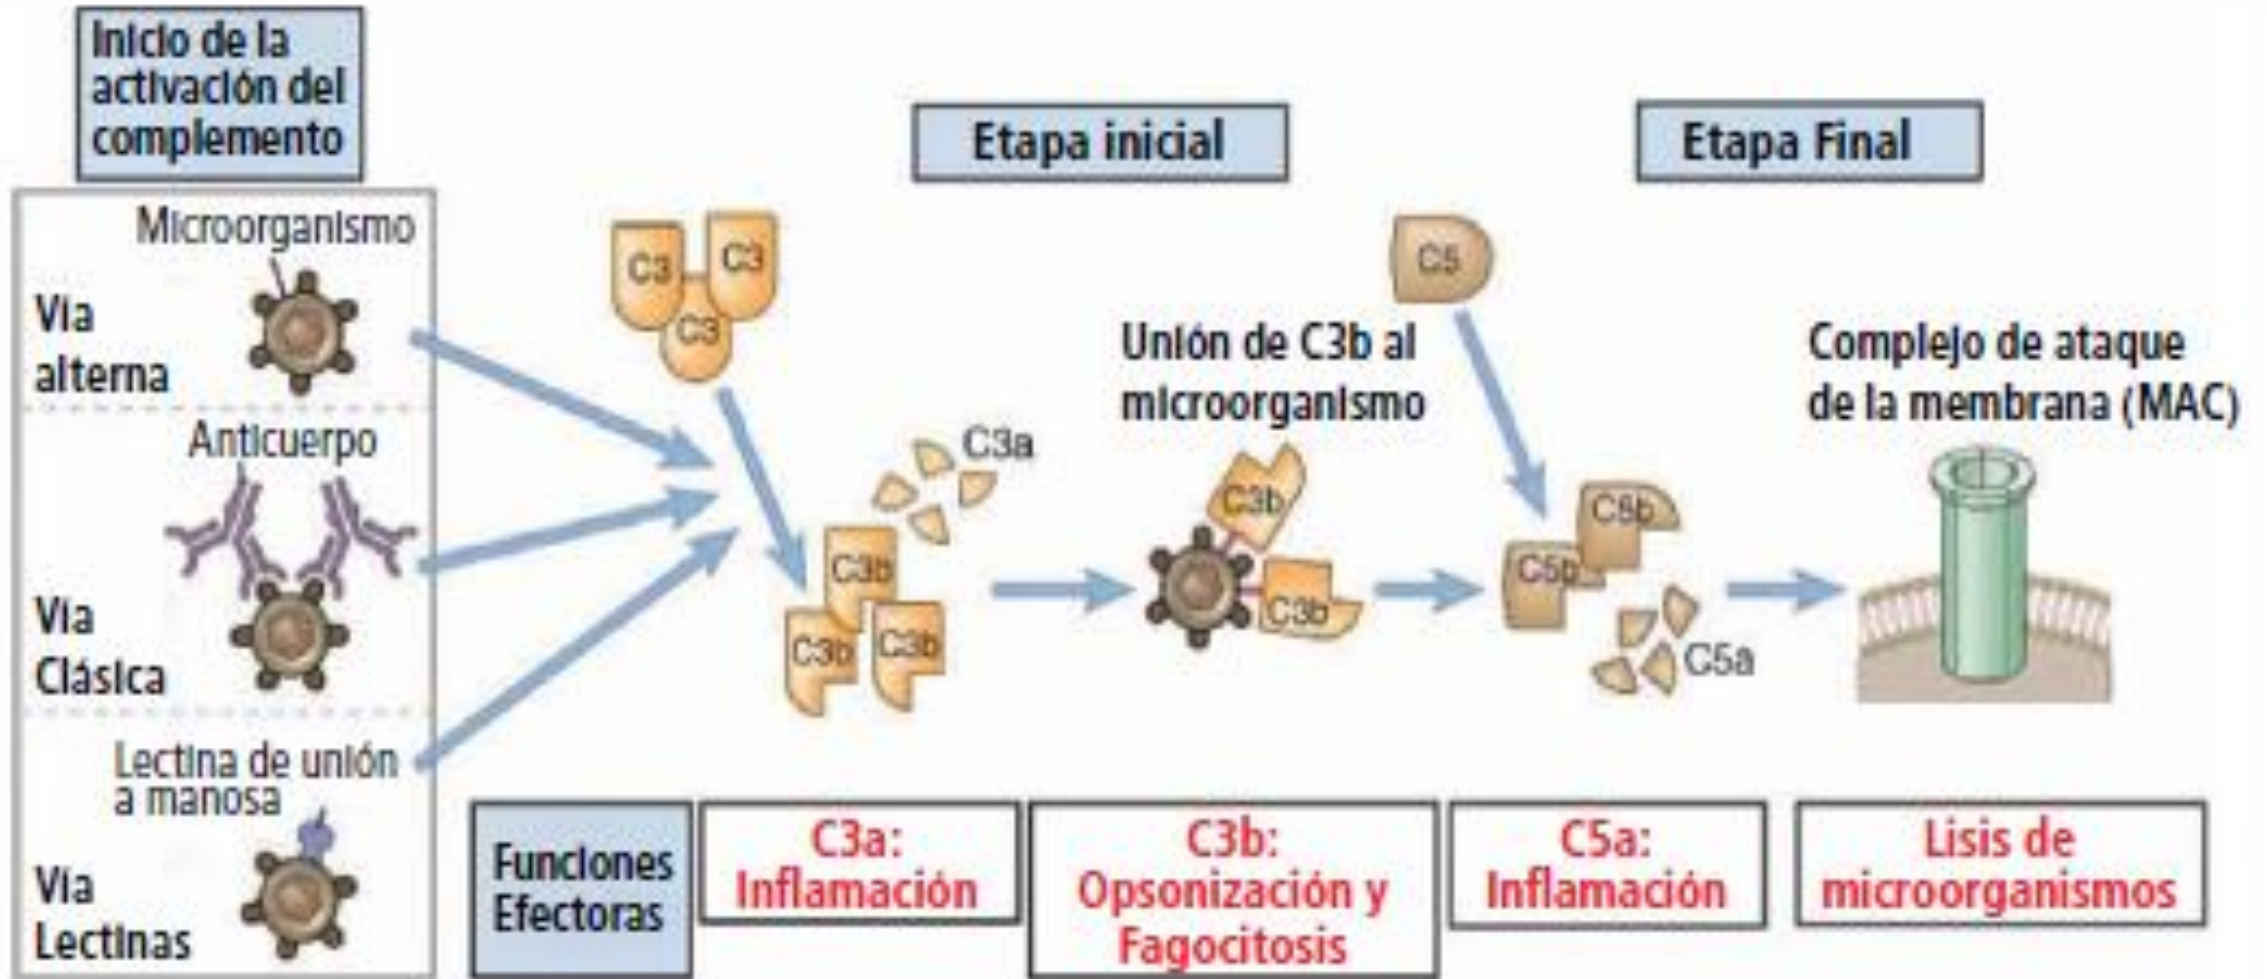 Inicio de la
activación del
complemento
Etapa inicial
Etapa Final
Microorganismo
Vía
alterna
Anticuerpo
Vía
Clásica
Lectina de unión
a manosa
Vía
Lectinas
C3
C3
C3
C3a
C3b
C3b
C3b
Unión de C3b al
microorganismo
C3b
C3b
C5
C5b
C5b
C5a
Complejo de ataque
de la membrana (MAC)
Funciones
Efectoras
C3a:
Inflamación
C3b:
Opsonización y
Fagocitosis
C5a:
Inflamación
Lisis de
microorganismos